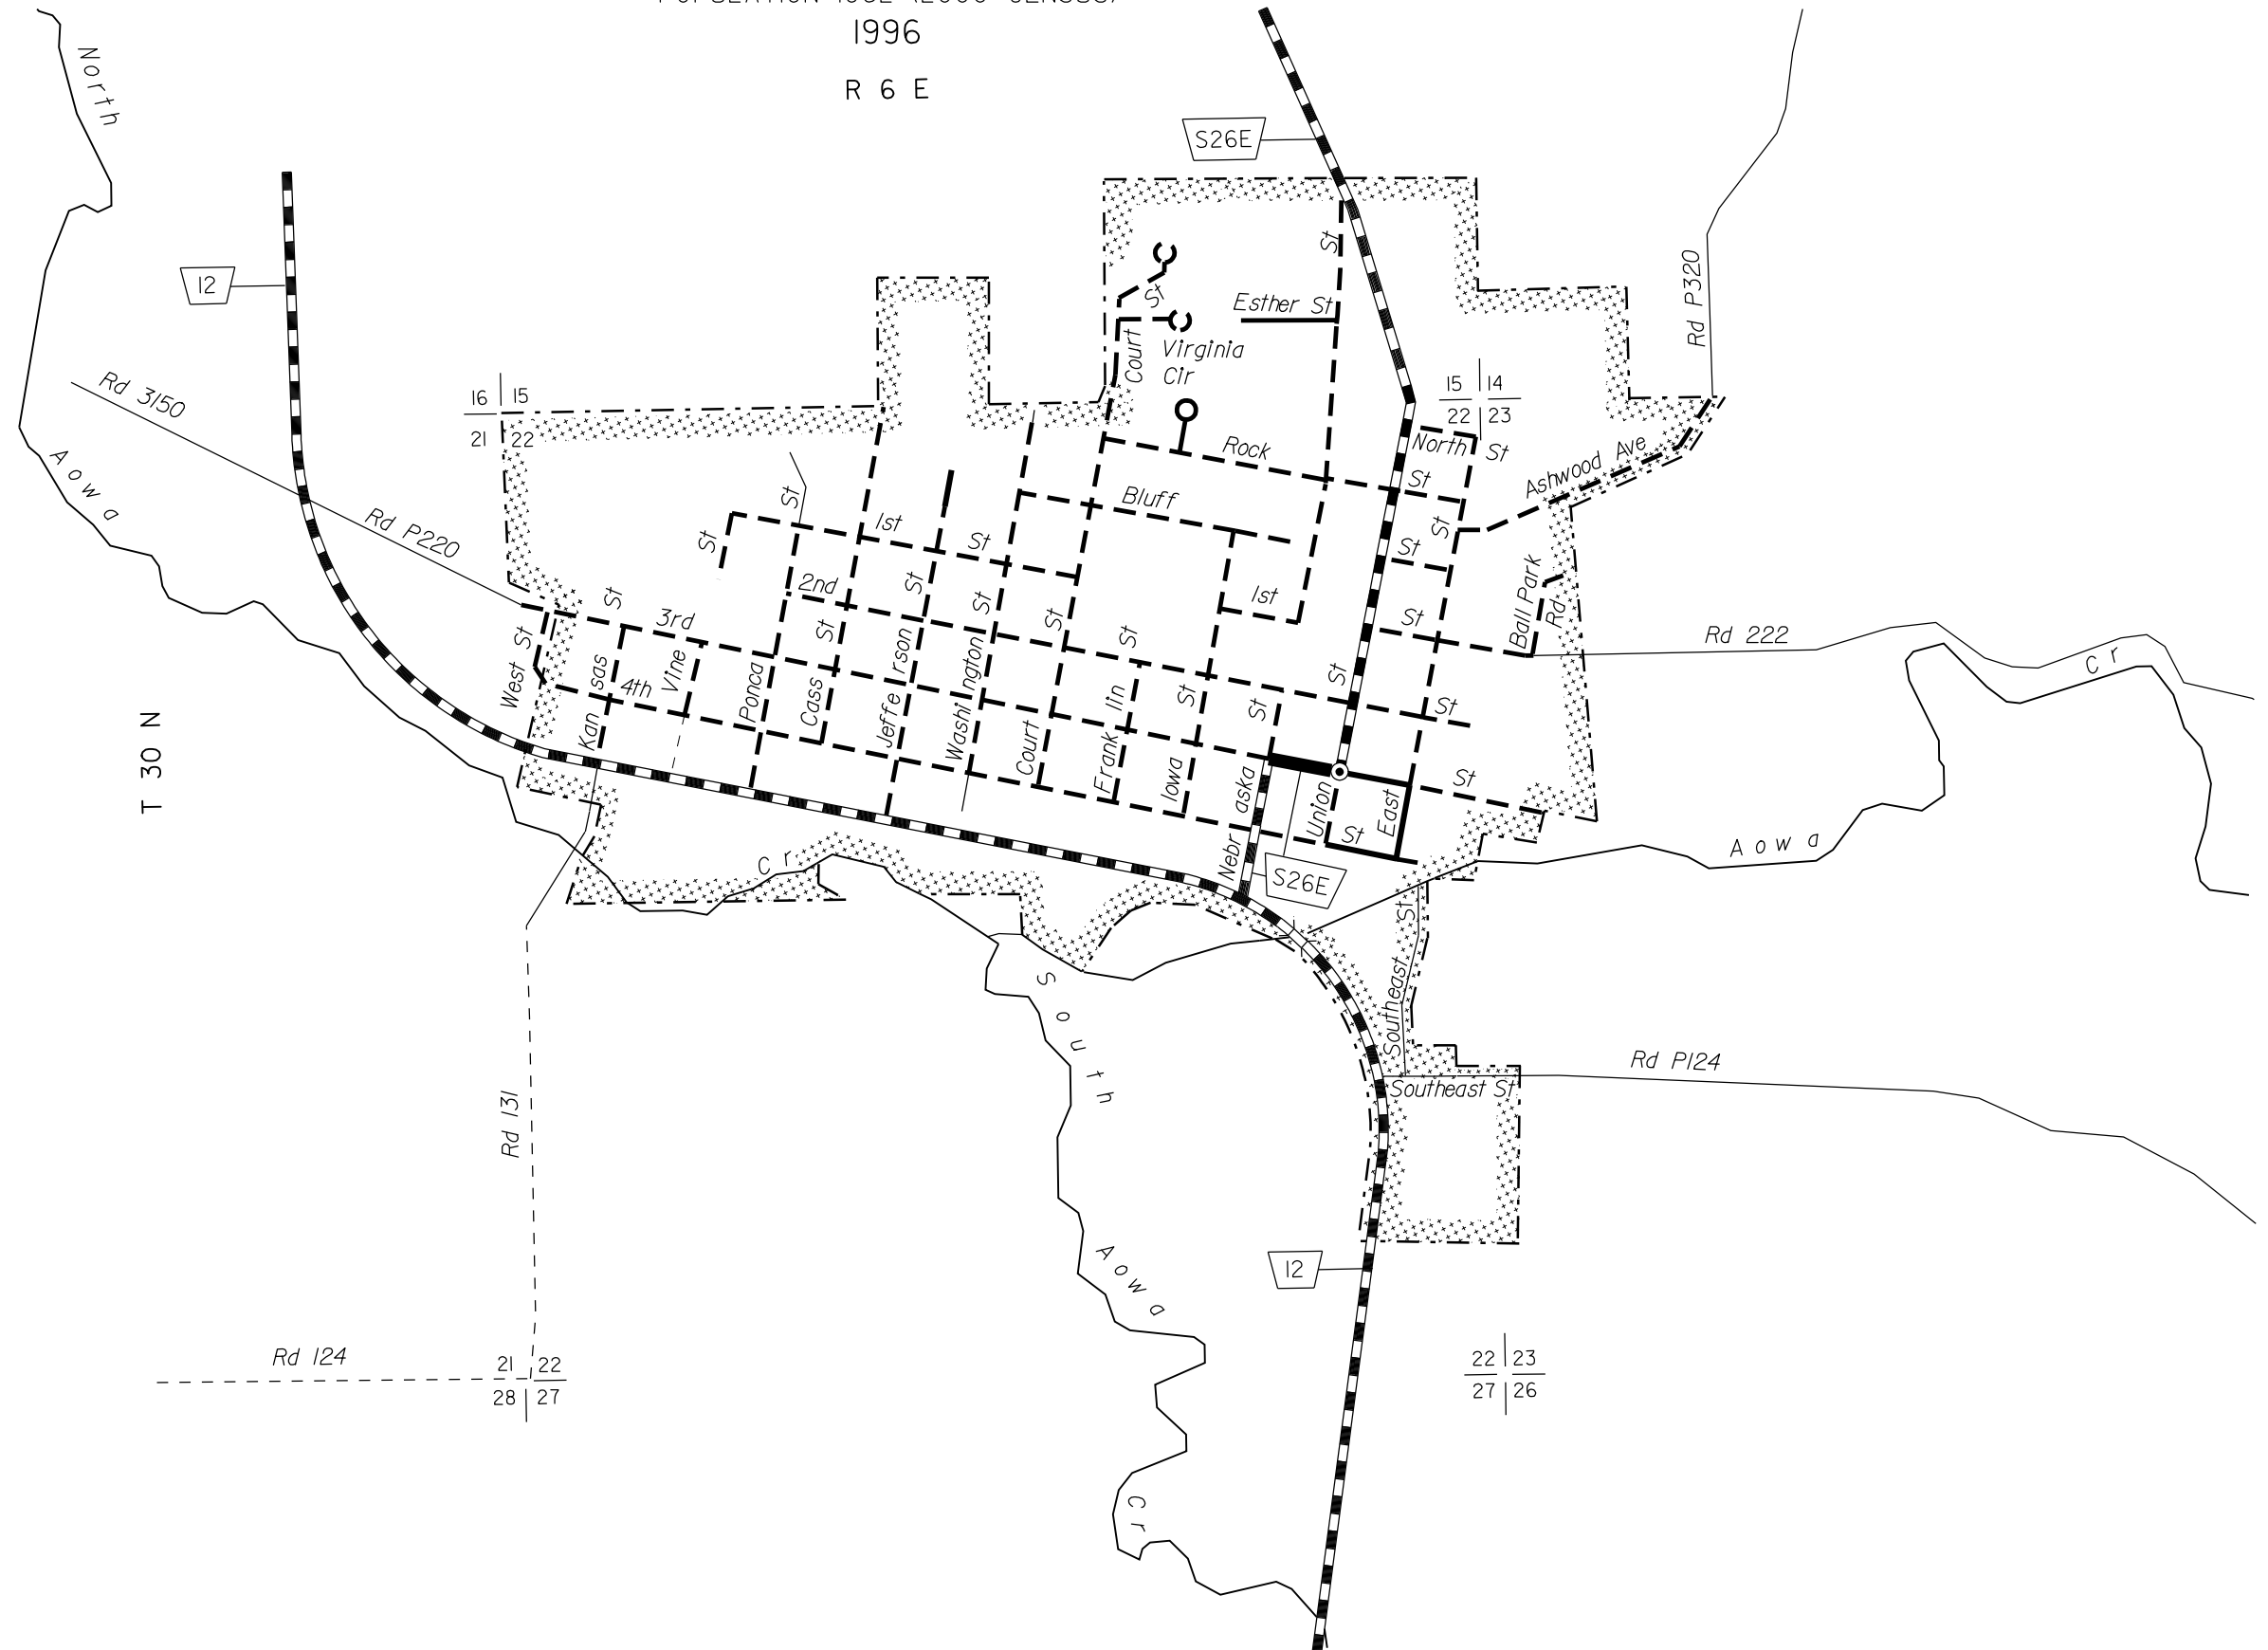 1996
R 6 E
North
S26E
12
St
Rd P320
Esther St
St
Court
Virginia
Cir
Rd 3150
16 15
21 22
15 14
22 23
North
St
Rock
St
Ashwood Ave
Aowa
Bluff
St
1st
St
St
St
St
Rd P220
2nd
St
St
1st
St
Ball Park
Rd
St
3rd
St
St
St
Rd 222
Cr
West St
Kansas
4th
Vine
Ponca
Cass
Jefferson
Washington
Court
Franklin
St
Iowa
St
St
St
T 30 N
Nebraska
Union
St
East
St
Aowa
Cr
S26E
St
Southeast
South
Rd P124
Southeast St
Rd 131
Aowa
12
Rd 124
21 22
28 27
22 23
27 26
Cr